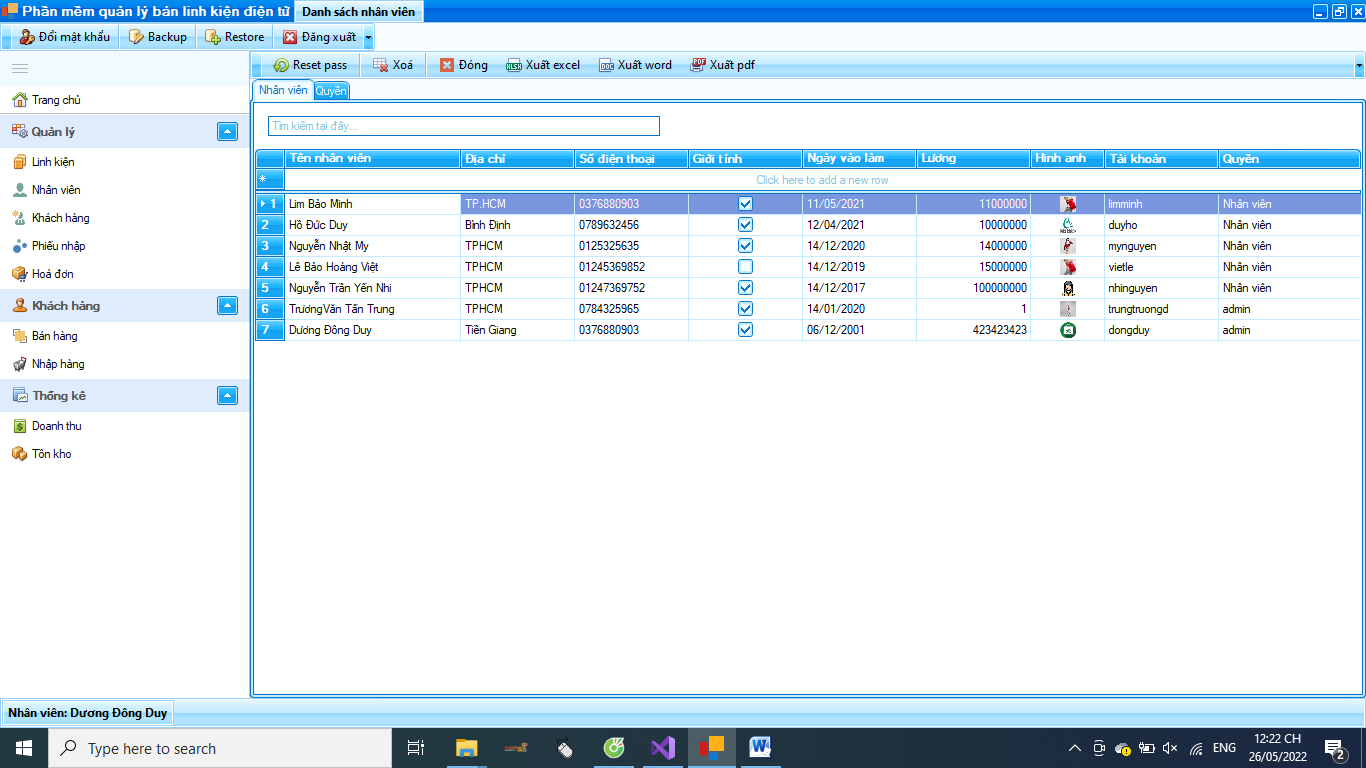 Phần mềm quản lý bán linh kiện điện tử Danh sách nhân viên
Đổi mật khẩu Backup Restore Đăng xuất
Reset pass Xoá Đóng Xuất excel Xuất word Xuất pdf
Trang chủ
Quản lý
Linh kiện
Nhân viên
Khách hàng
Phiếu nhập
Hoá đơn
Khách hàng
Bán hàng
Nhập hàng
Thống kê
Doanh thu
Tồn kho
Nhân viên Quyền
Tìm kiếm tại đây...
Tên nhân viên Địa chỉ Số điện thoại Giới tính Ngày vào làm Lương Hình ảnh Tài khoản Quyền
Click here to add a new row
1 Lim Bảo Minh TP.HCM 0376880903 11/05/2021 11000000 limminh Nhân viên
2 Hồ Đức Duy Bình Định 0789632456 12/04/2021 10000000 duyho Nhân viên
3 Nguyễn Nhật My TPHCM 0125325635 14/12/2020 14000000 mynguyen Nhân viên
4 Lê Bảo Hoàng Việt TPHCM 01245369852 14/12/2019 15000000 vietle Nhân viên
5 Nguyễn Trần Yến Nhi TPHCM 01247369752 14/12/2017 100000000 nhinguyen Nhân viên
6 TrươngVăn Tấn Trung TPHCM 0784325965 14/01/2020 1 trungtruongd admin
7 Dương Đông Duy Tiền Giang 0376880903 06/12/2001 423423423 dongduy admin
Nhân viên: Dương Đông Duy
Type here to search
ENG
12:22 CH
26/05/2022
2